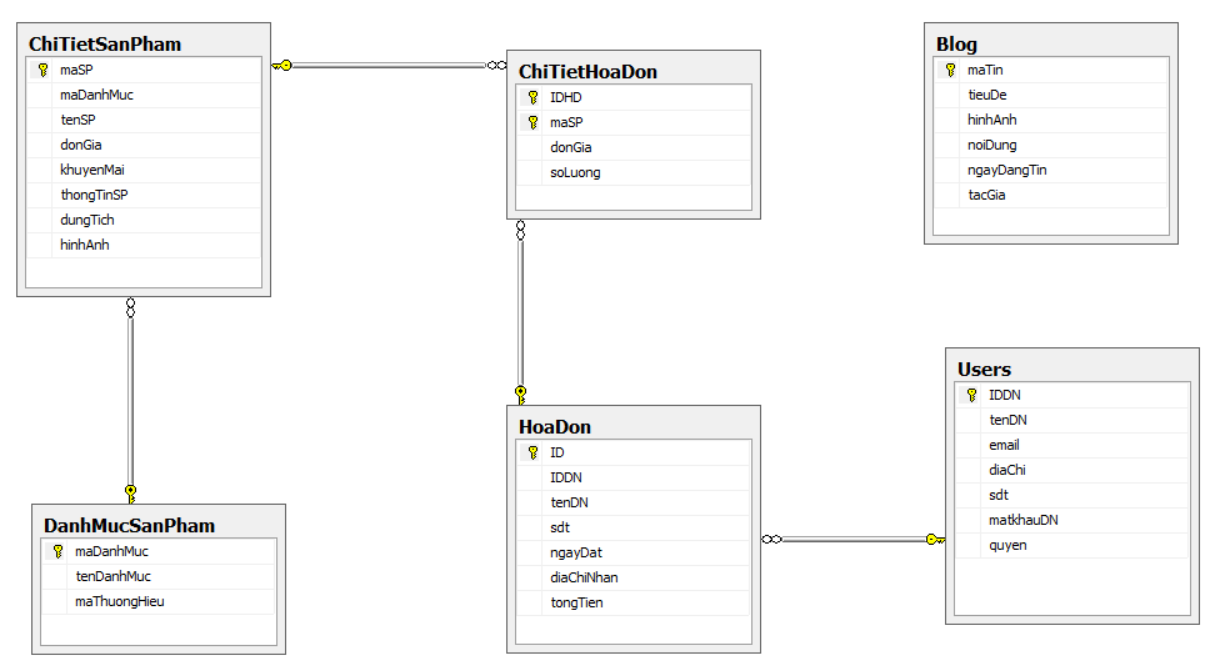 ChiTietSanPham
maSP
maDanhMuc
tenSP
donGia
khuyenMai
thongTinSP
dungTich
hinhAnh
ChiTietHoaDon
IDHD
maSP
donGia
soLuong
Blog
maTin
tieuDe
hinhAnh
noiDung
ngayDangTin
tacGia
DanhMucSanPham
maDanhMuc
tenDanhMuc
maThuongHieu
HoaDon
ID
IDDN
tenDN
sdt
ngayDat
diaChiNhan
tongTien
Users
IDDN
tenDN
email
diaChi
sdt
matkhauDN
quyen